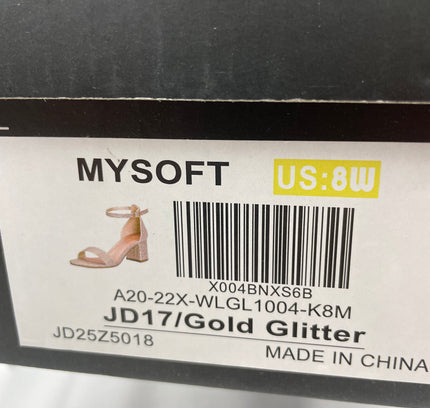 MYSOFT US:8W
X004BNXS6B
A20-22X-WLGL1004-K8M
JD17/Gold Glitter
JD25Z5018
MADE IN CHINA